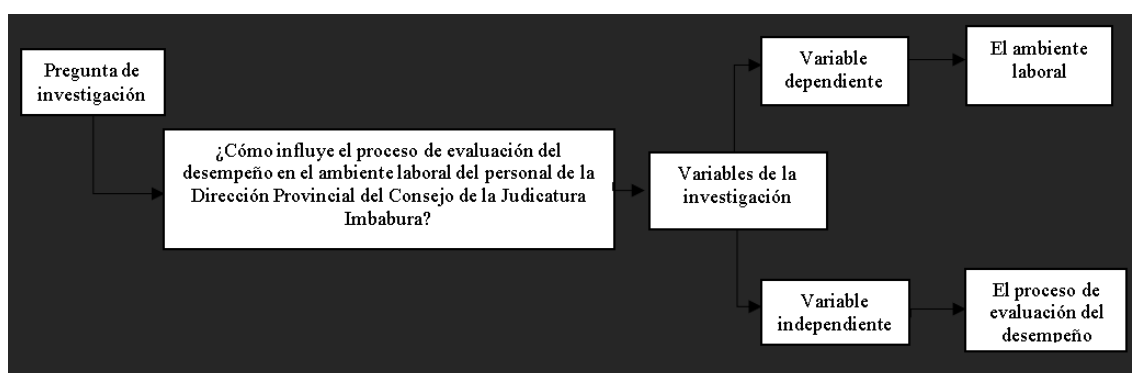 Pregunta de
investigación
¿Cómo influye el proceso de evaluación del
desempeño en el ambiente laboral del personal de la
Dirección Provincial del Consejo de la Judicatura
Imbabura?
Variables de la
investigación
Variable
dependiente
El ambiente
laboral
Variable
independiente
El proceso de
evaluación del
desempeño